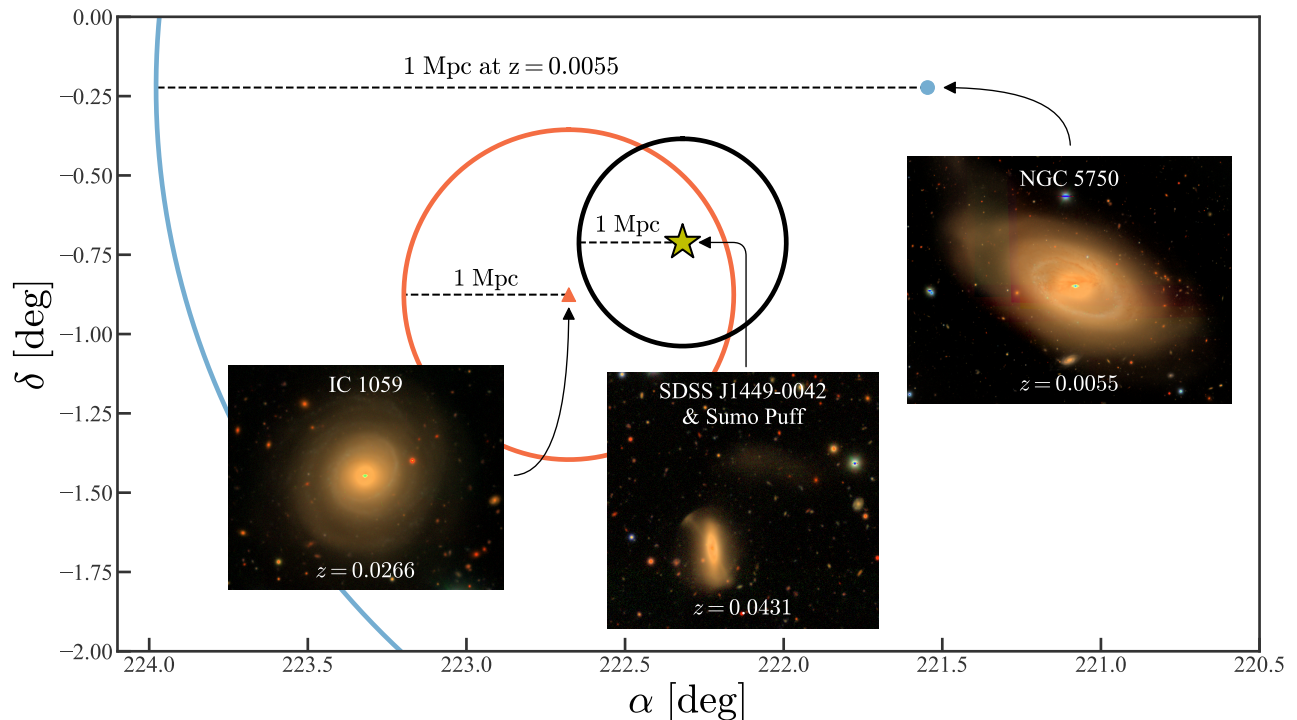 0.00
1 Mpc at z = 0.0055
−0.25
−0.50
NGC 5750
1 Mpc
−0.75
δ [deg]
1 Mpc
−1.00
z = 0.0055
IC 1059
SDSS J1449-0042
& Sumo Puff
−1.25
−1.50
z = 0.0266
−1.75
z = 0.0431
−2.00
224.0 223.5 223.0 222.5 222.0 221.5 221.0 220.5
α [deg]